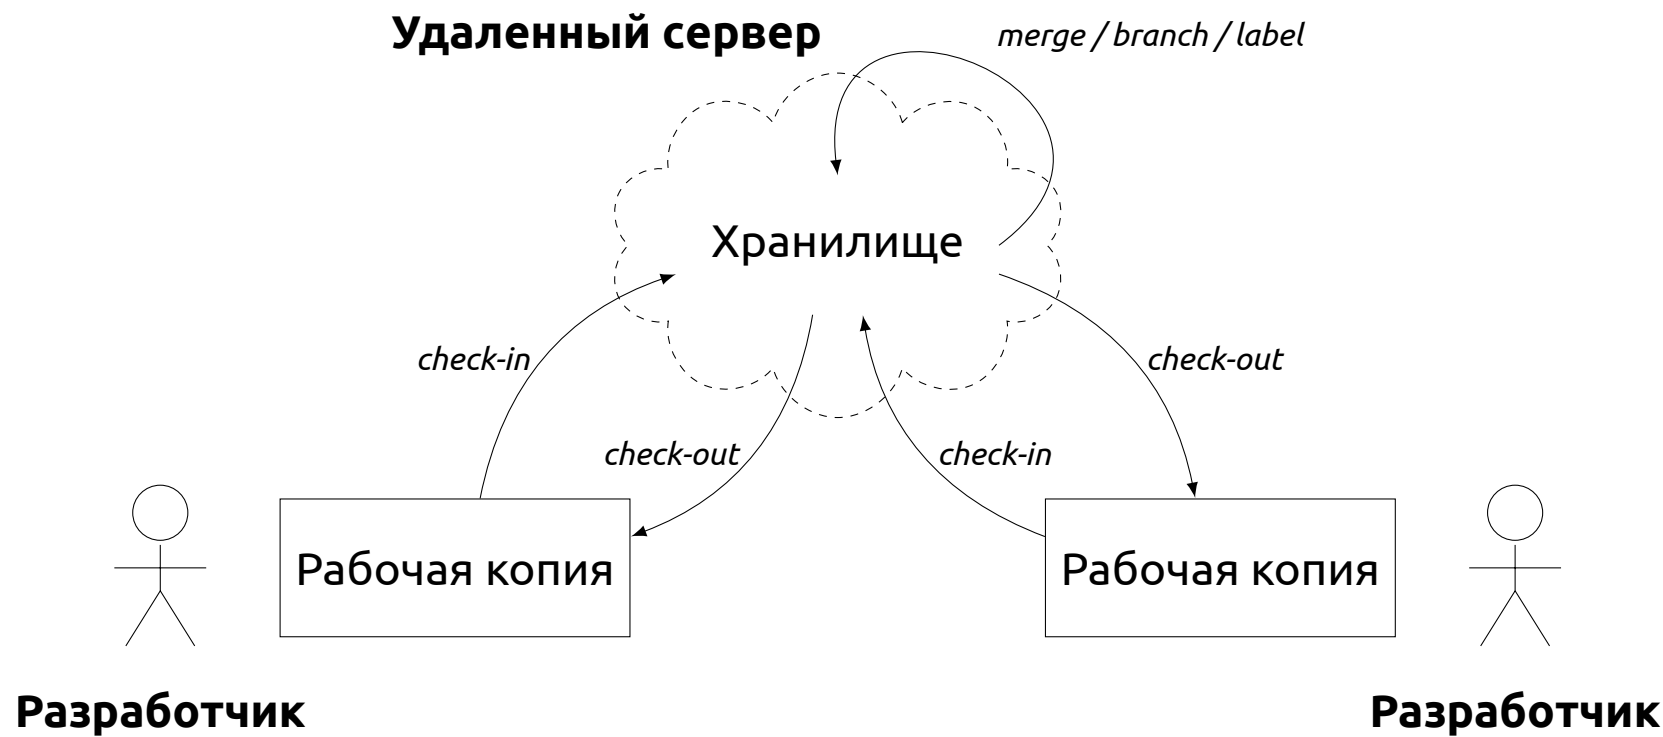 Удаленный сервер
merge / branch / label
Хранилище
check-in
check-out
check-out
check-in
Рабочая копия
Рабочая копия
Разработчик
Разработчик